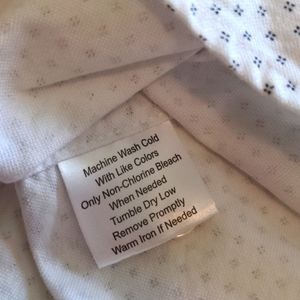 Machine Wash Cold
With Like Colors
Only Non-Chlorine Bleach
When Needed
Tumble Dry Low
Remove Promptly
Warm Iron If Needed